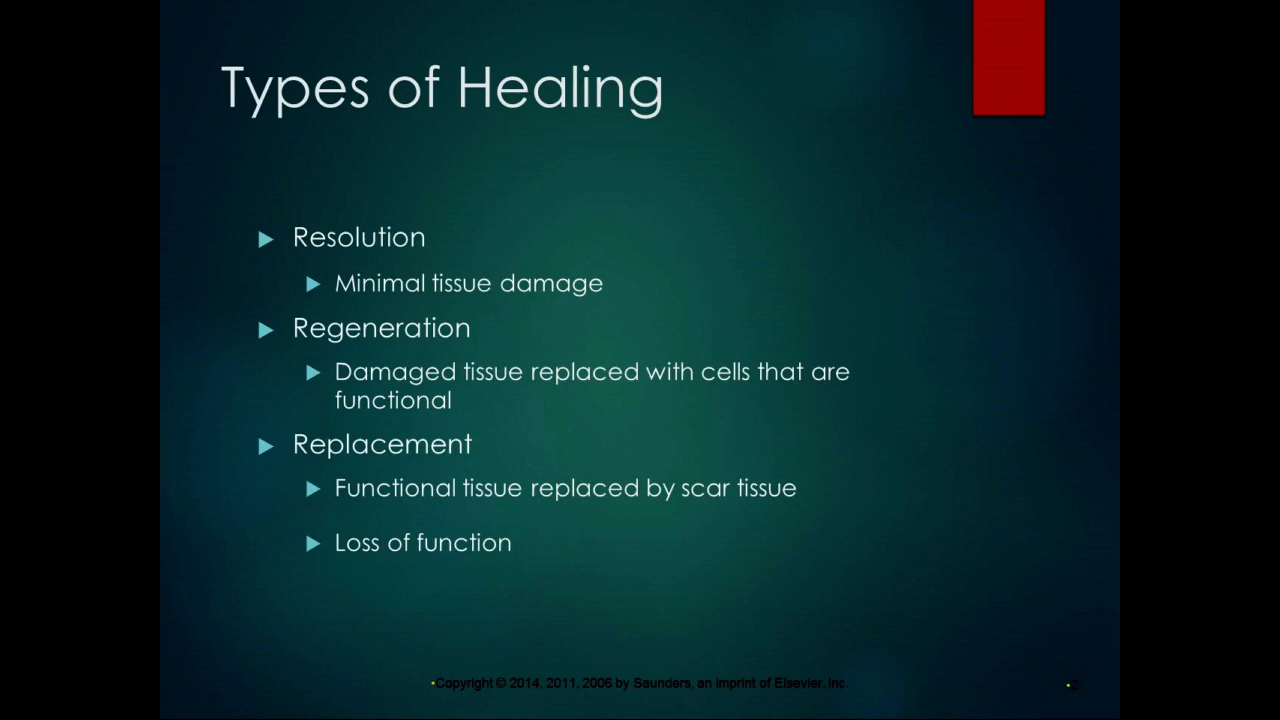 Types of Healing
Resolution
Minimal tissue damage
Regeneration
Damaged tissue replaced with cells that are
functional
Replacement
Functional tissue replaced by scar tissue
Loss of function
•Copyright © 2014, 2011, 2006 by Saunders, an imprint of Elsevier, Inc.